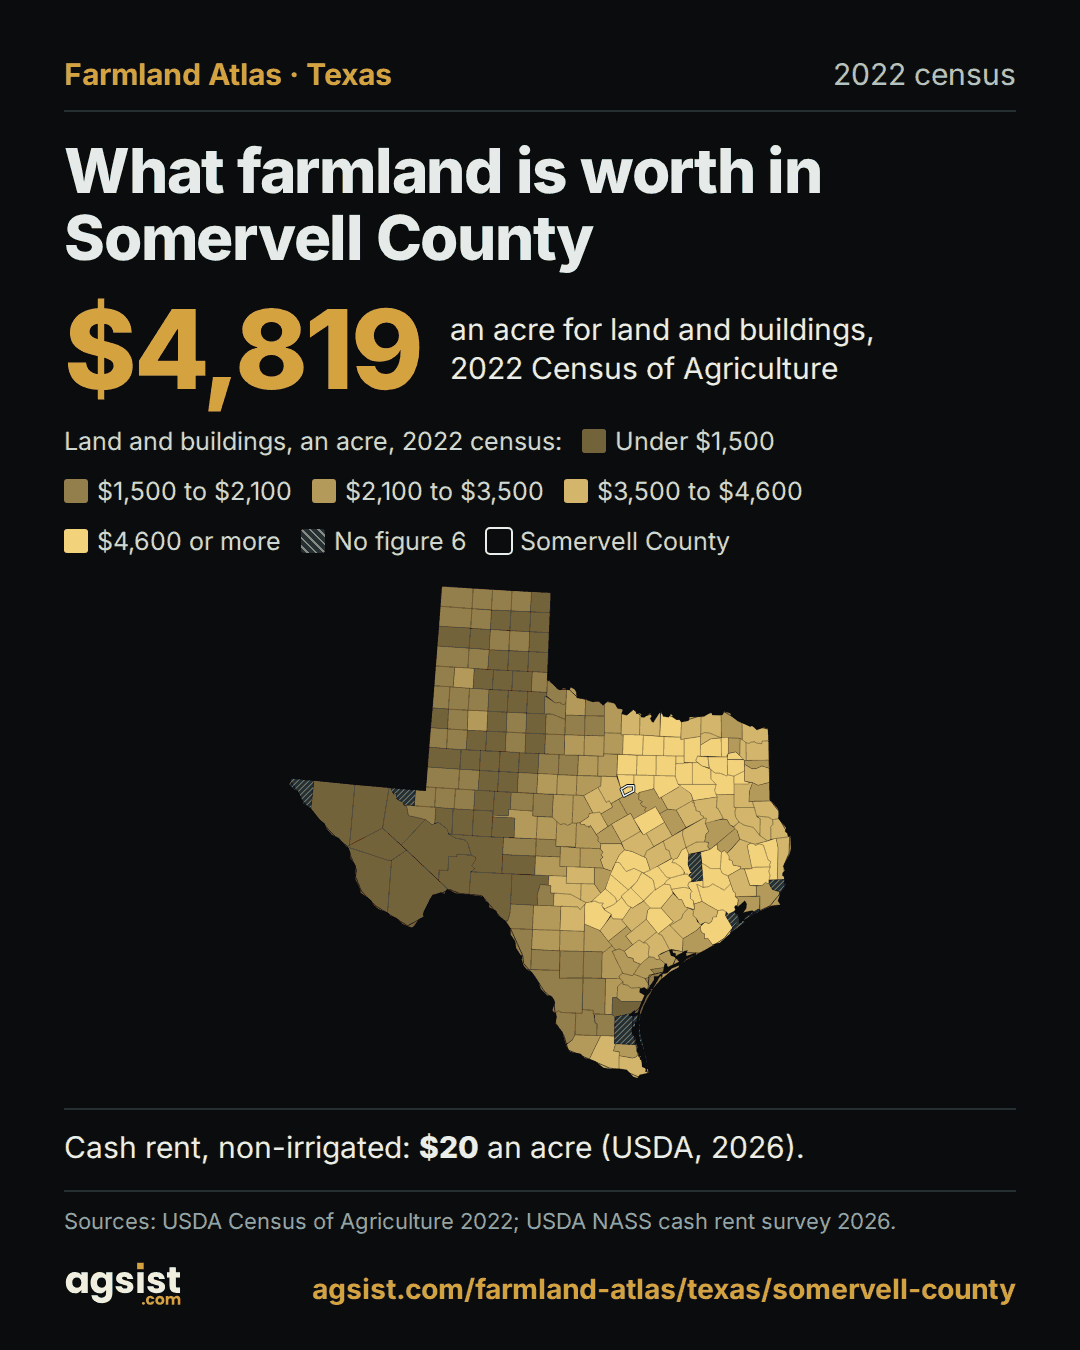 Farmland Atlas · Texas
2022 census
What farmland is worth in
Somervell County
$4,819
an acre for land and buildings,
2022 Census of Agriculture
Land and buildings, an acre, 2022 census: Under $1,500
$1,500 to $2,100 $2,100 to $3,500 $3,500 to $4,600
$4,600 or more No figure 6 Somervell County
Cash rent, non-irrigated: $20 an acre (USDA, 2026).
Sources: USDA Census of Agriculture 2022; USDA NASS cash rent survey 2026.
agsist
.com
agsist.com/farmland-atlas/texas/somervell-county